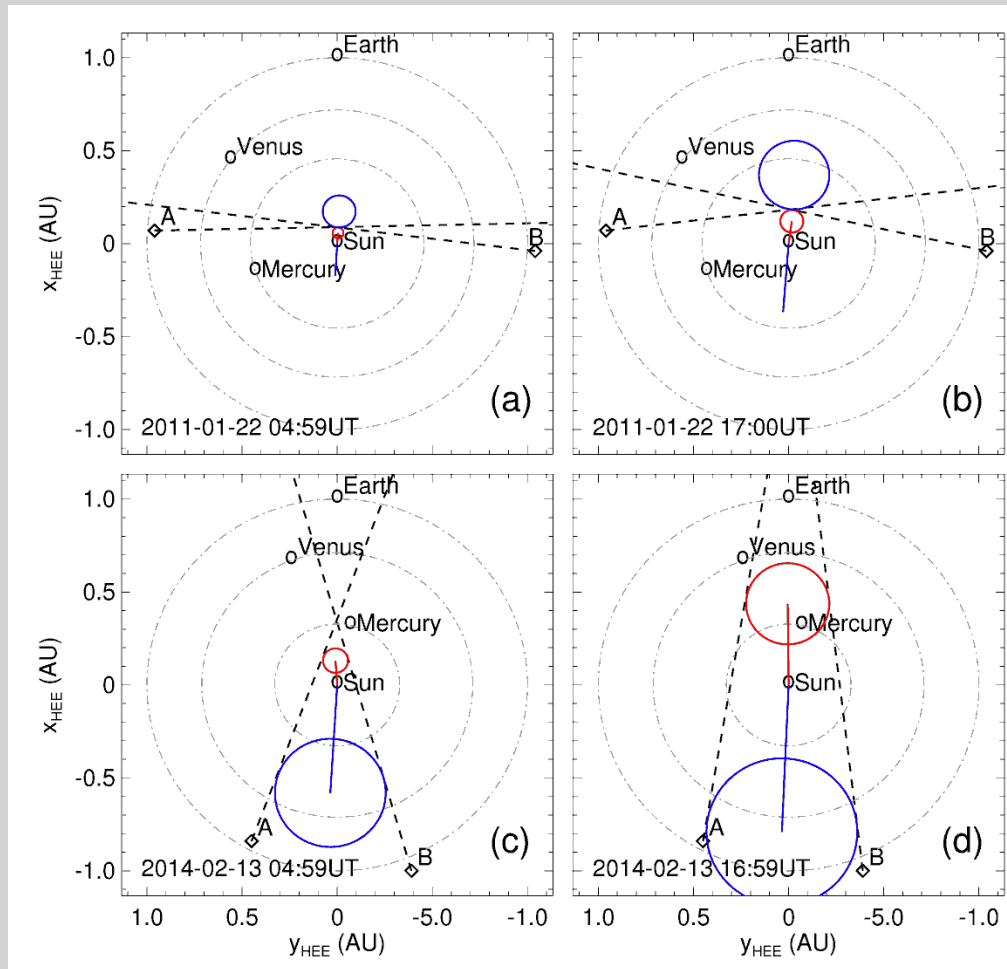 Earth
Venus
A
Sun
B
Mercury
(a)
2011-01-22 04:59UT
1.0
0.5
0
-0.5
-1.0
x_HEE (AU)
Earth
Venus
A
Sun
B
Mercury
(b)
2011-01-22 17:00UT
Earth
Venus
Mercury
Sun
A
B
(c)
2014-02-13 04:59UT
1.0
0.5
0
-0.5
-1.0
x_HEE (AU)
1.0 0.5 0 -5.0 -1.0
y_HEE (AU)
Earth
Venus
Mercury
Sun
A
B
(d)
2014-02-13 16:59UT
1.0 0.5 0 -5.0 -1.0
y_HEE (AU)